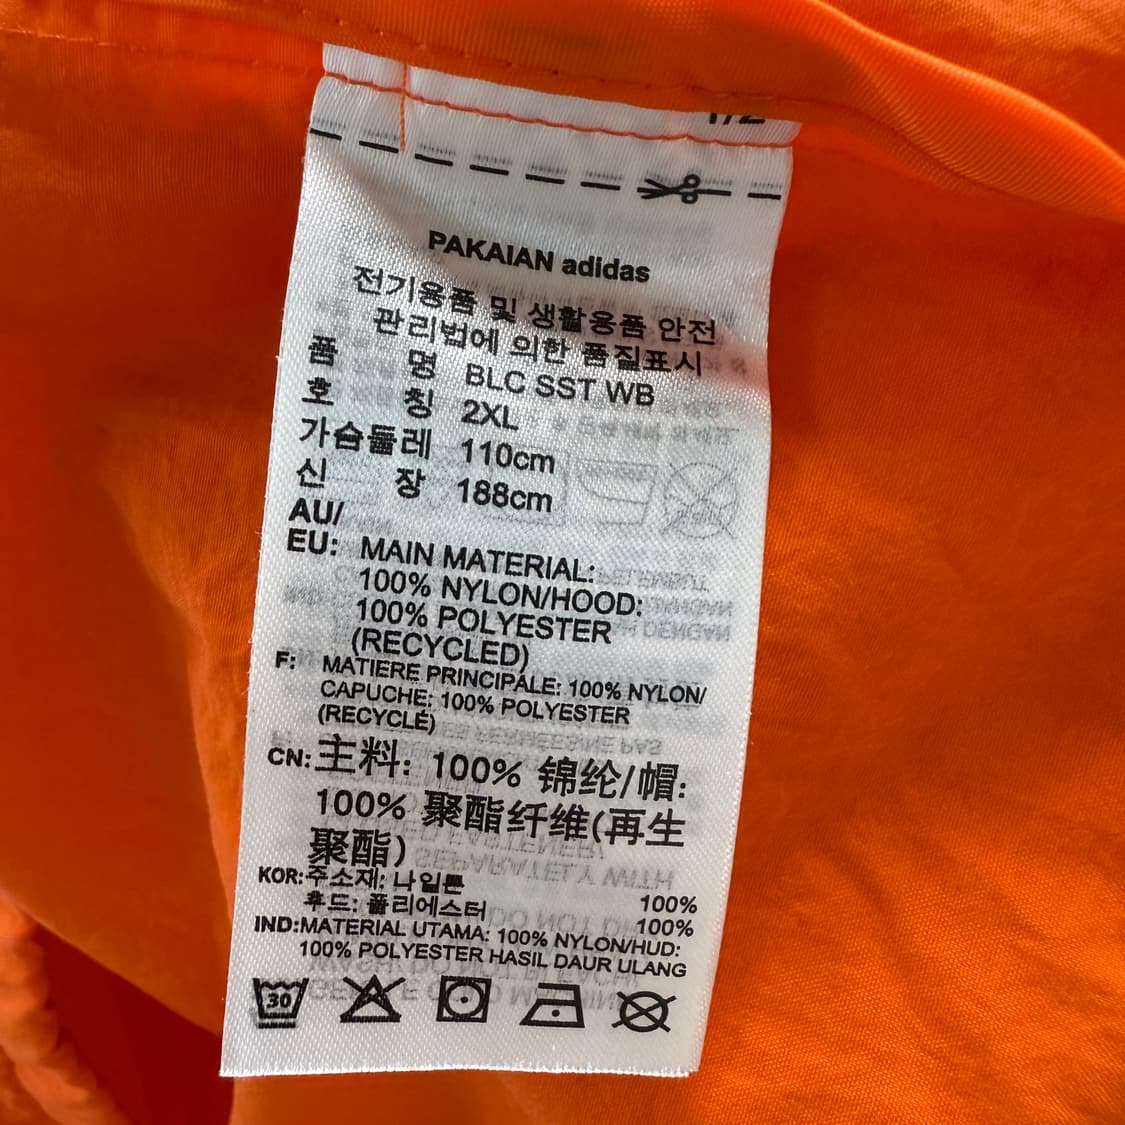 1/2
PAKAIAN adidas
전기용품 및 생활용품 안전
관리법에 의한 품질표시
품 명 BLC SST WB
호 칭 2XL
가슴둘레 110cm
신 장 188cm
AU/
EU: MAIN MATERIAL:
100% NYLON/HOOD:
100% POLYESTER
(RECYCLED)
F: MATIERE PRINCIPALE: 100% NYLON/
CAPUCHE: 100% POLYESTER
(RECYCLÉ)
CN: 主料: 100% 锦纶/帽:
100% 聚酯纤维(再生
聚酯)
KOR: 주소재: 나일론 100%
후드: 폴리에스터 100%
IND: MATERIAL UTAMA: 100% NYLON/HUD:
100% POLYESTER HASIL DAUR ULANG
30